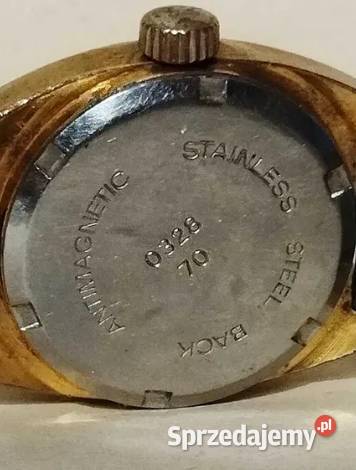 ANTIMAGNETIC STAINLESS STEEL BACK
0328
70
Sprzedajemy.pl